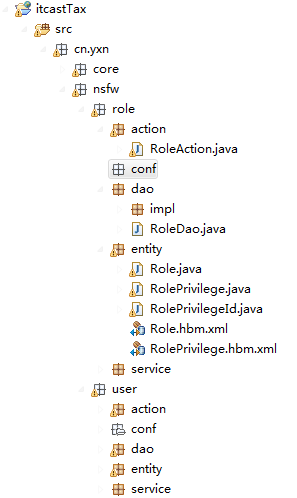 itcastTax
src
cn.yxn
core
nsfw
role
action
RoleAction.java
conf
dao
impl
RoleDao.java
entity
Role.java
RolePrivilege.java
RolePrivilegeId.java
Role.hbm.xml
RolePrivilege.hbm.xml
service
user
action
conf
dao
entity
service